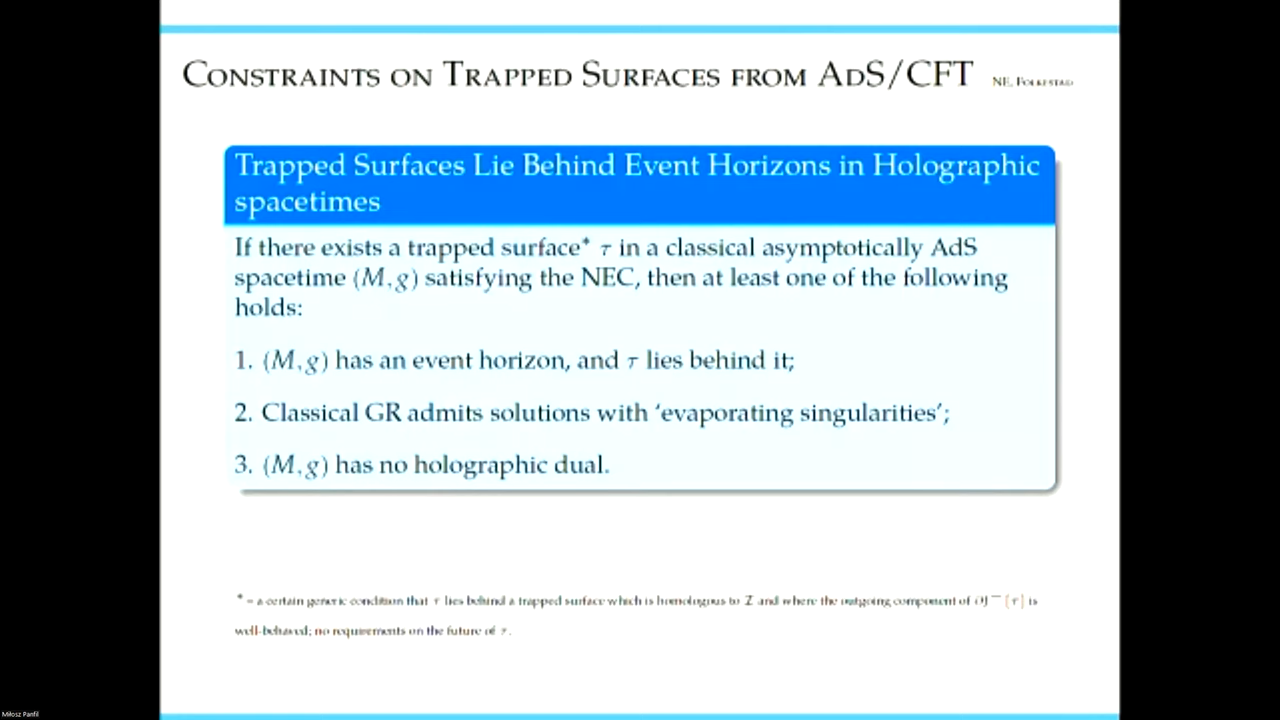 CONSTRAINTS ON TRAPPED SURFACES FROM ADS/CFT NE, FOLKESTAD
Trapped Surfaces Lie Behind Event Horizons in Holographic
spacetimes
If there exists a trapped surface* τ in a classical asymptotically AdS
spacetime (M, g) satisfying the NEC, then at least one of the following
holds:
1. (M, g) has an event horizon, and τ lies behind it;
2. Classical GR admits solutions with 'evaporating singularities';
3. (M, g) has no holographic dual.
* – a certain generic condition that τ lies behind a trapped surface which is homologous to I and where the outgoing component of ∂J⁻[τ] is
well-behaved; no requirements on the future of τ.
Miłosz Panfil